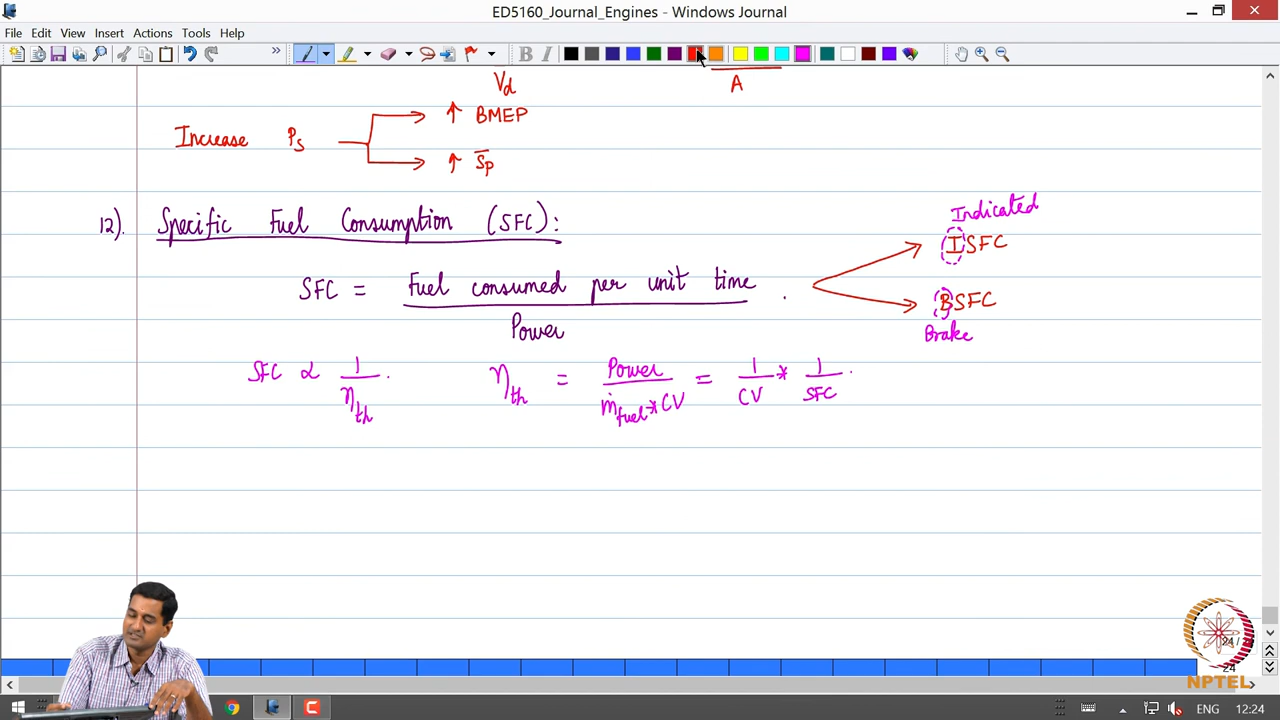 ED5160_Journal_Engines - Windows Journal
File Edit View Insert Actions Tools Help
B I
Vd
A
Increase Ps
↑ BMEP
↑ S̄p
12). Specific Fuel Consumption (SFC):
SFC = Fuel consumed per unit time / Power
Indicated
ISFC
BSFC
Brake
SFC ∝ 1/ηth. ηth = Power / ṁfuel*CV = 1/CV * 1/SFC.
24
NPTEL
ENG 12:24